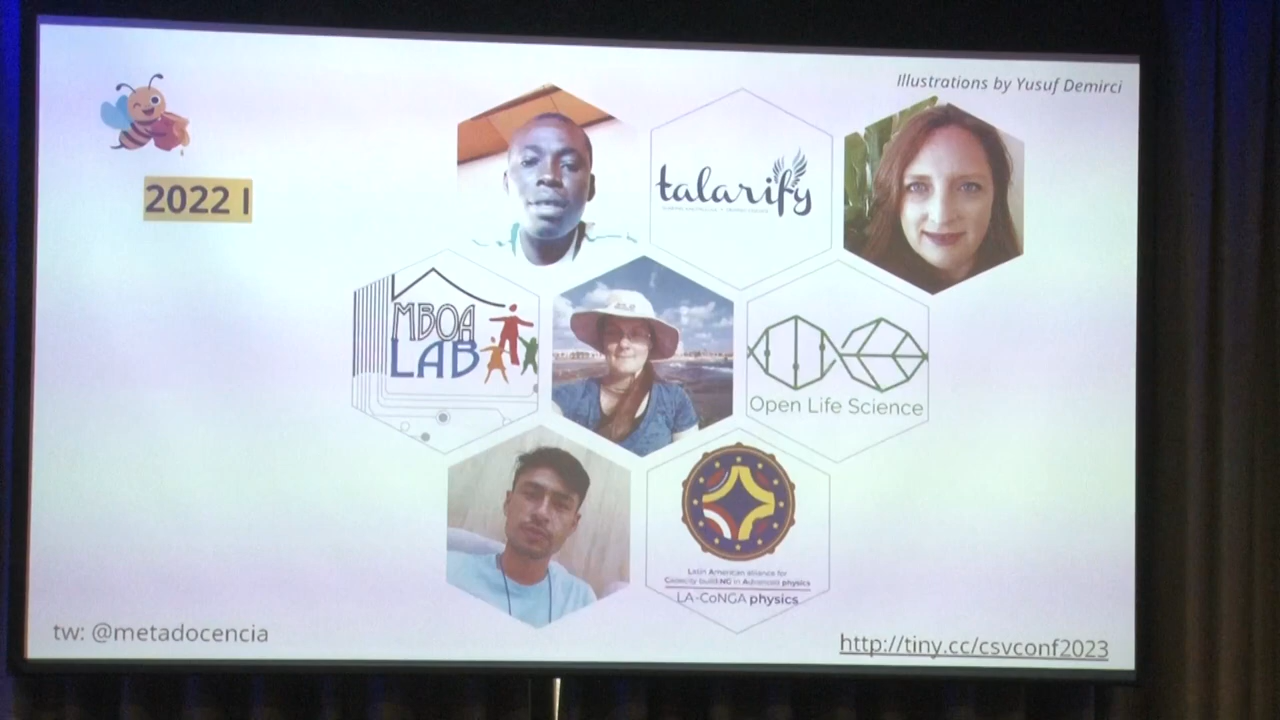 Illustrations by Yusuf Demirci
2022 I
talarify
MBOA
LAB
Open Life Science
Latin American alliance for
Capacity buildiNG in Advanced physics
LA-CoNGA physics
tw: @metadocencia
http://tiny.cc/csvconf2023